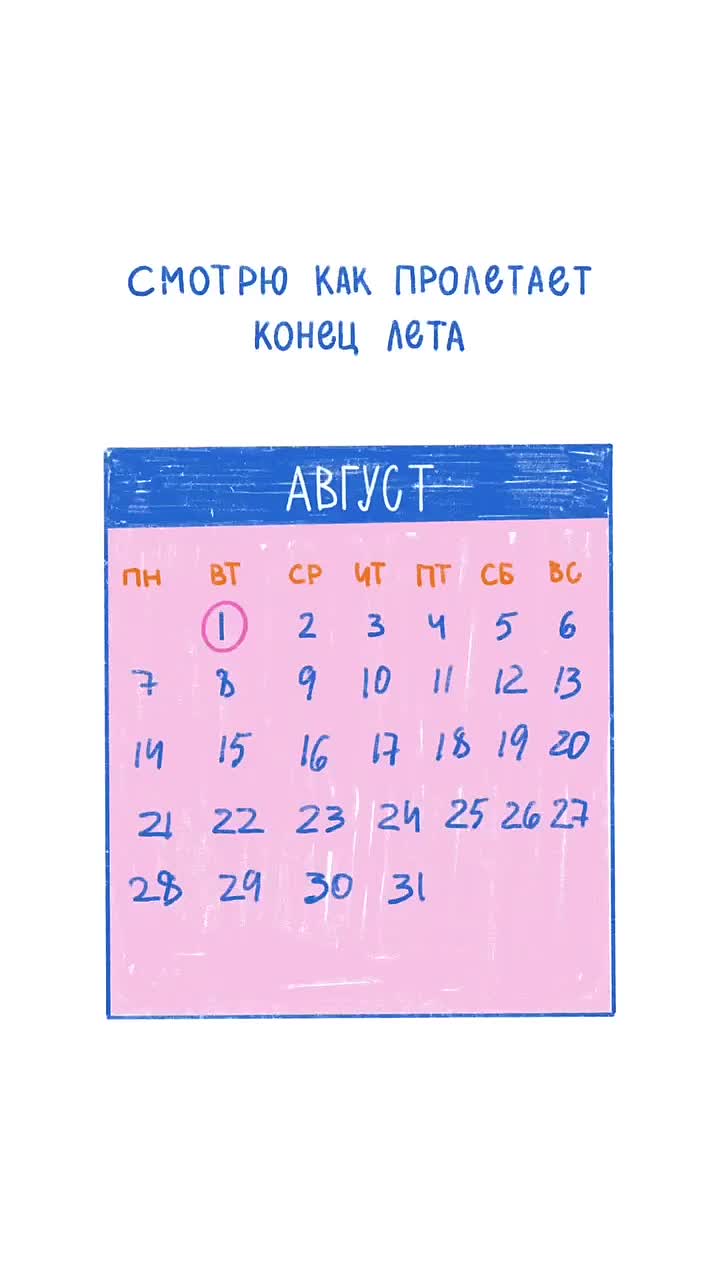 СМОТРЮ КАК ПРОЛЕТАЕТ
КОНЕЦ ЛЕТА
АВГУСТ
ПН ВТ СР ЧТ ПТ СБ ВС
1 2 3 4 5 6
7 8 9 10 11 12 13
14 15 16 17 18 19 20
21 22 23 24 25 26 27
28 29 30 31